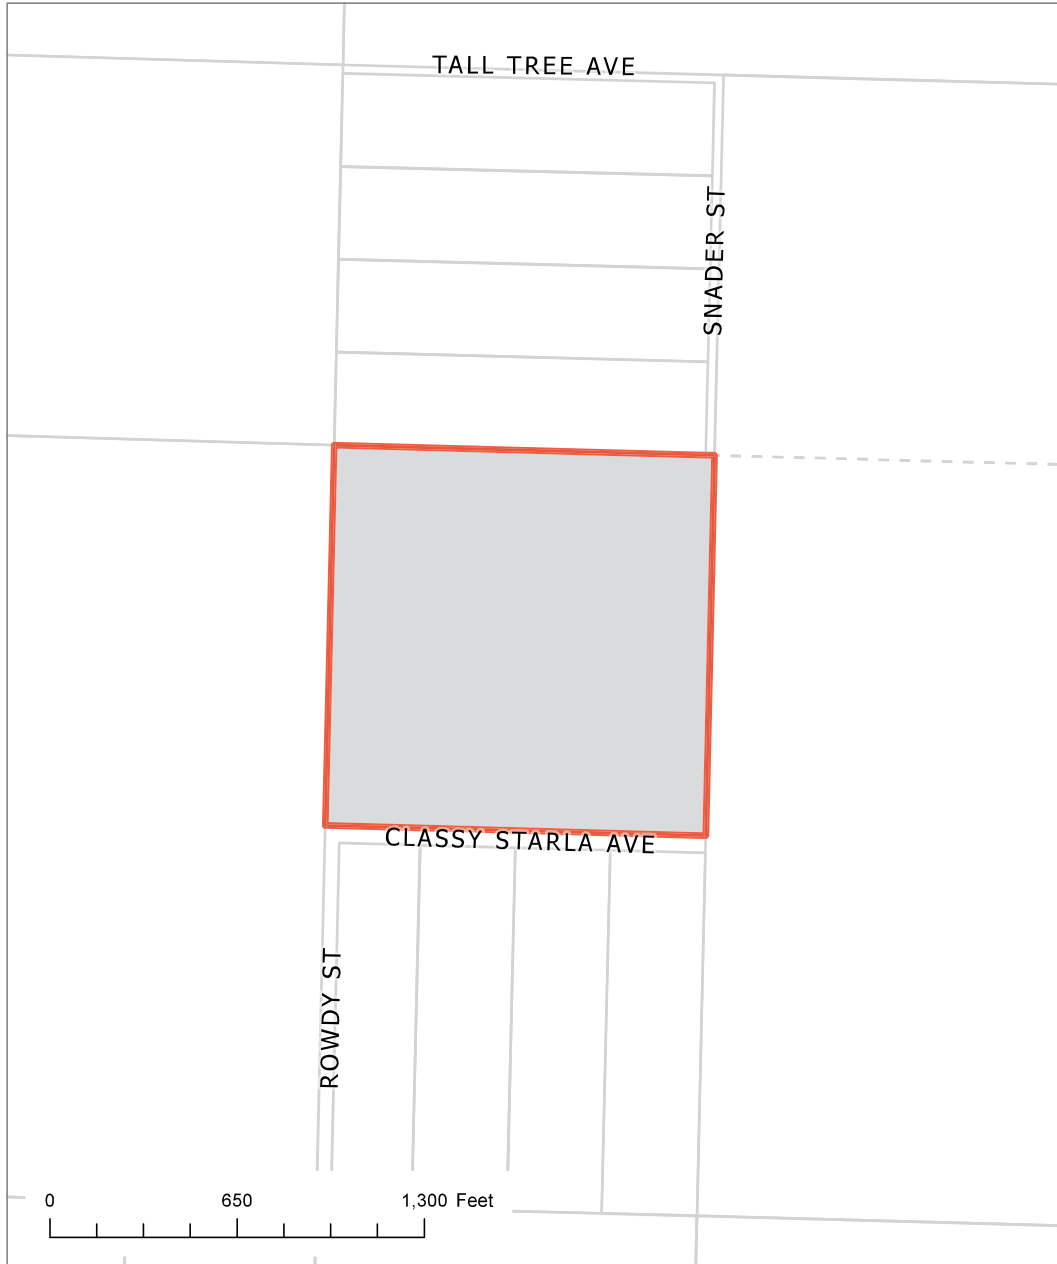 TALL TREE AVE
SNADER ST
CLASSY STARLA AVE
ROWDY ST
0 650 1,300 Feet